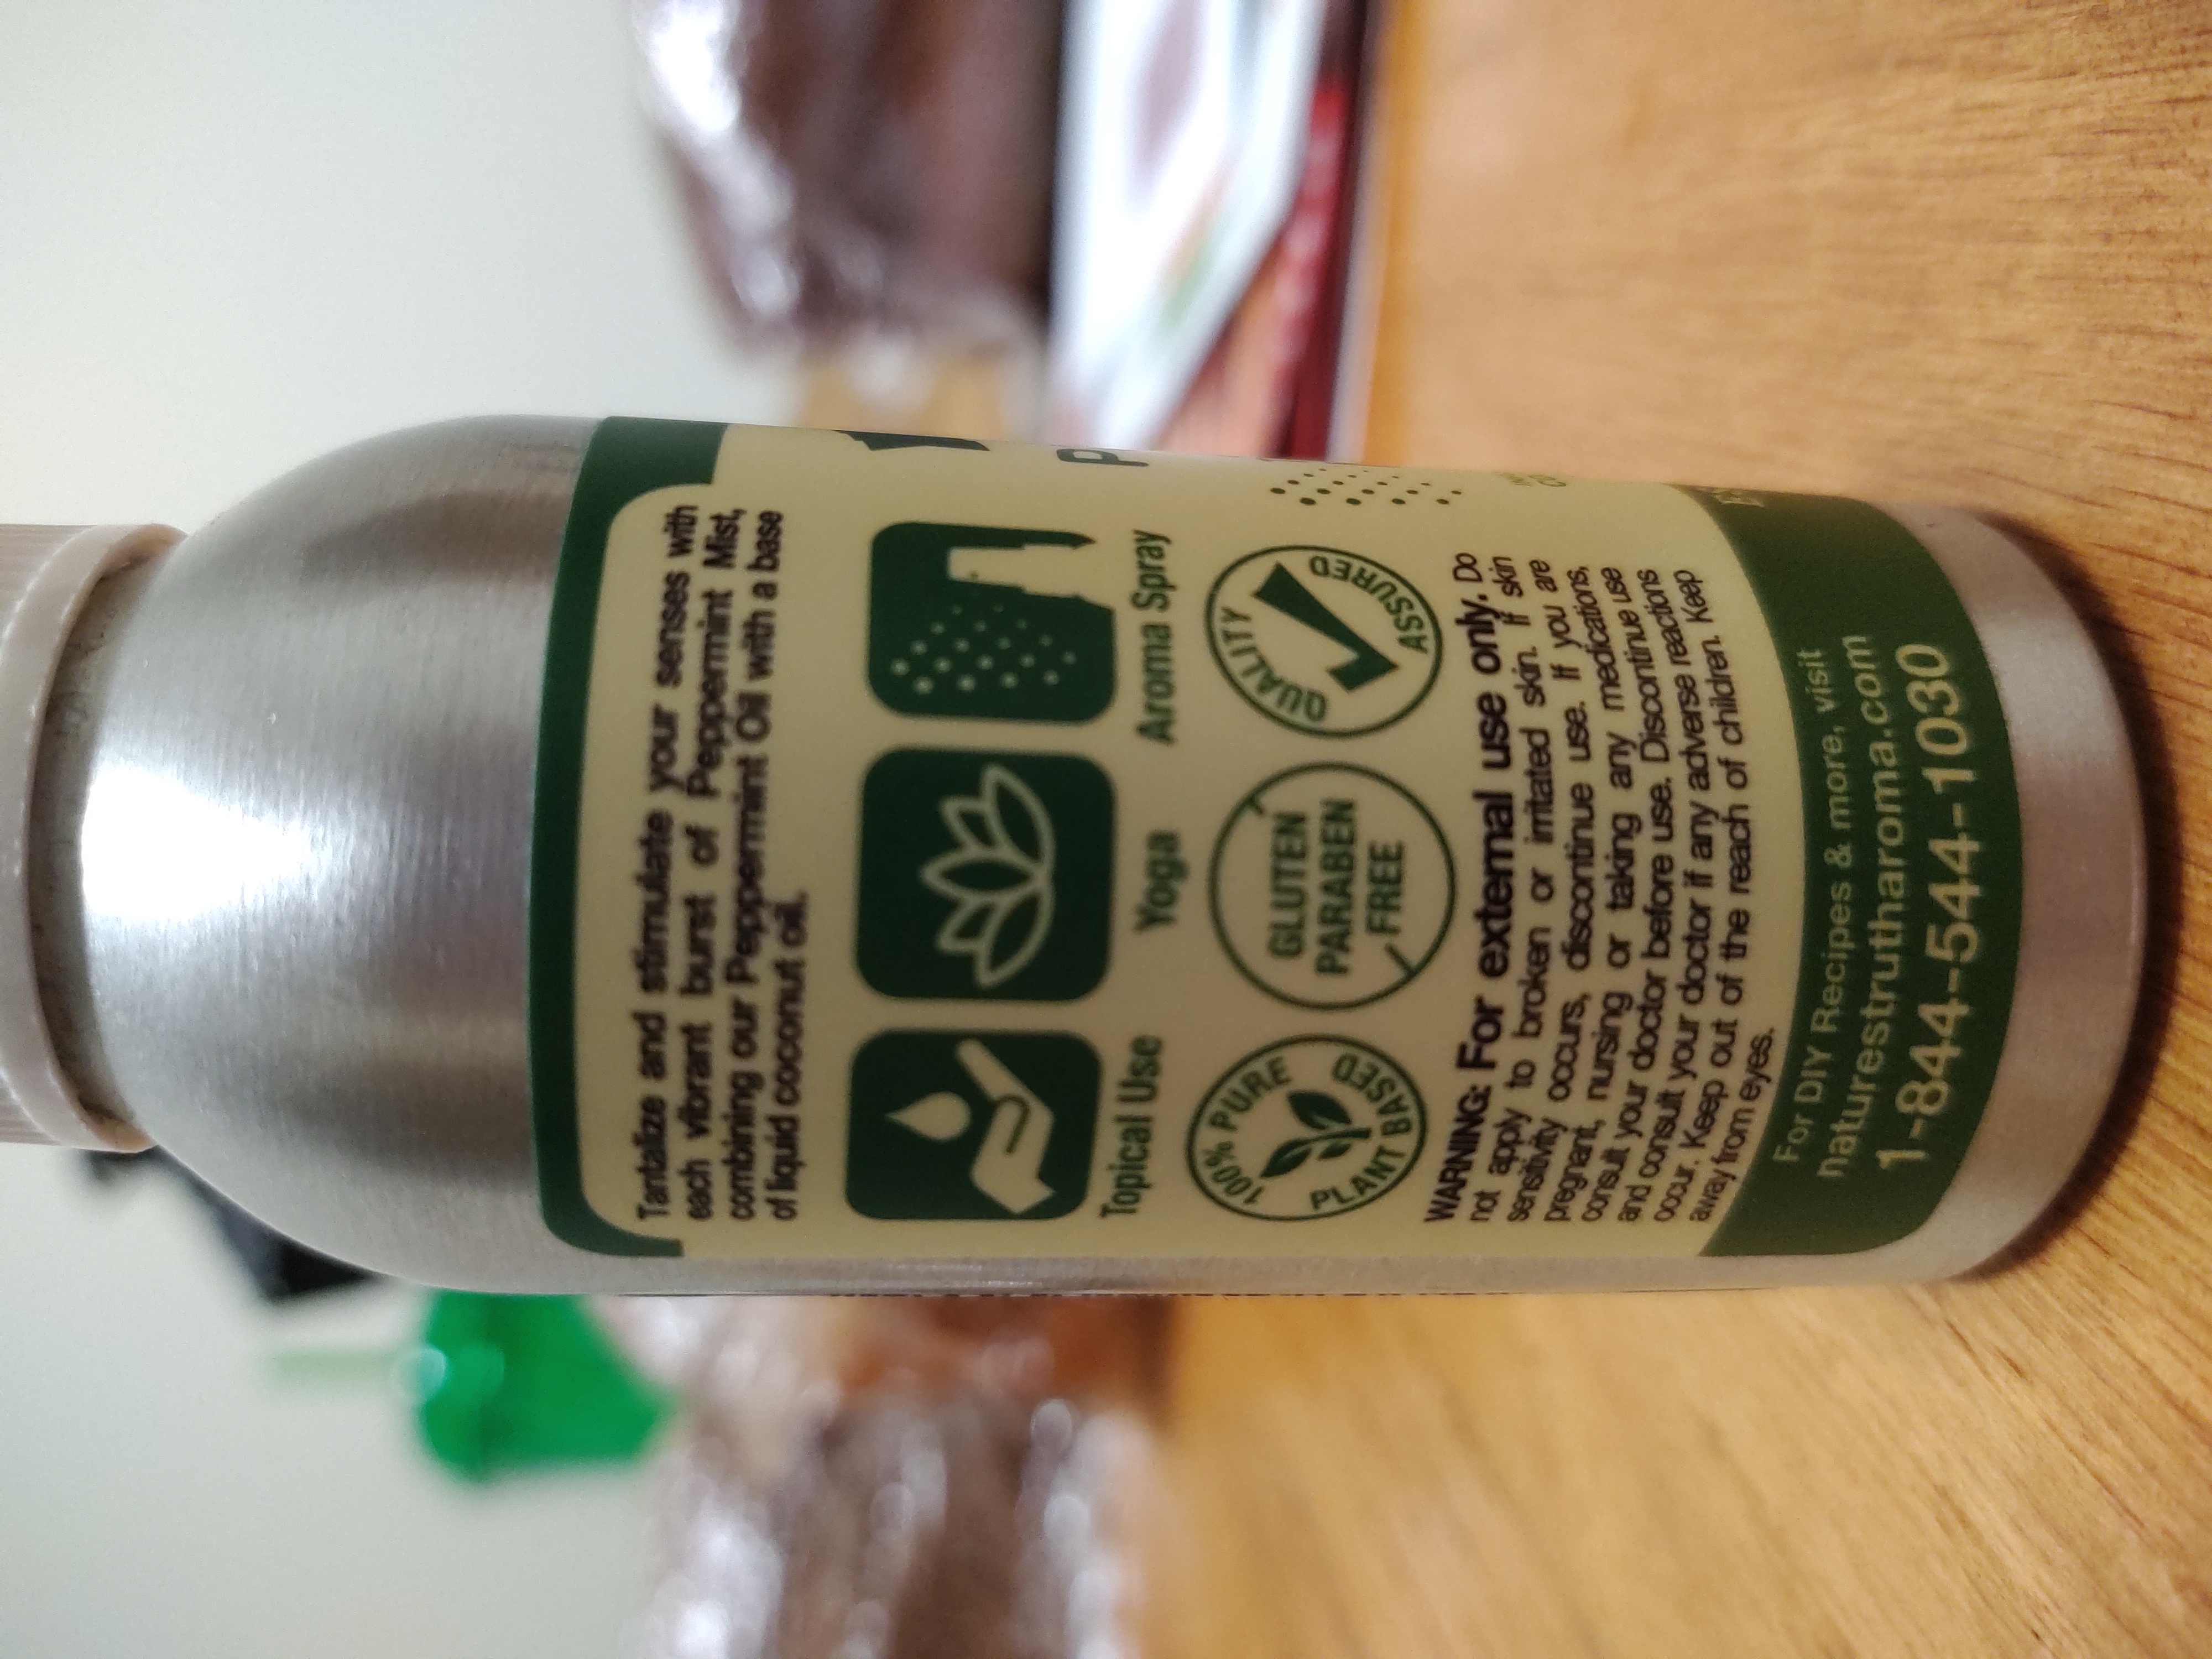 Tantalize and stimulate your senses with
each vibrant burst of Peppermint Mist,
combining our Peppermint Oil with a base
of liquid coconut oil.
Topical Use
Yoga
Aroma Spray
100% PURE
PLANT BASED
GLUTEN
PARABEN
FREE
QUALITY
ASSURED
WARNING: For external use only. Do
not apply to broken or irritated skin. If skin
sensitivity occurs, discontinue use. If you are
pregnant, nursing or taking any medications,
consult your doctor before use. Discontinue use
and consult your doctor if any adverse reactions
occur. Keep out of the reach of children. Keep
away from eyes.
For DIY Recipes & more, visit
naturestrutharoma.com
1-844-544-1030